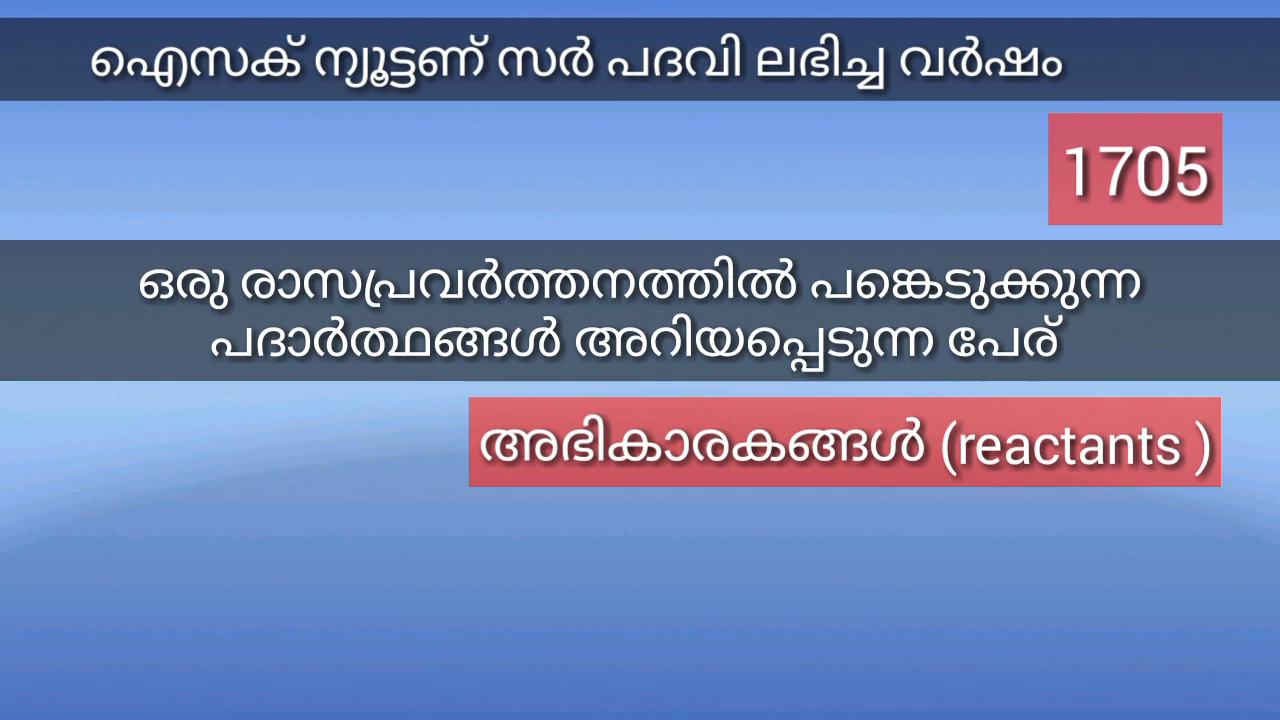 ഐസക് ന്യൂട്ടണ് സർ പദവി ലഭിച്ച വർഷം
1705
ഒരു രാസപ്രവർത്തനത്തിൽ പങ്കെടുക്കുന്ന
പദാർത്ഥങ്ങൾ അറിയപ്പെടുന്ന പേര്
അഭികാരകങ്ങൾ (reactants )